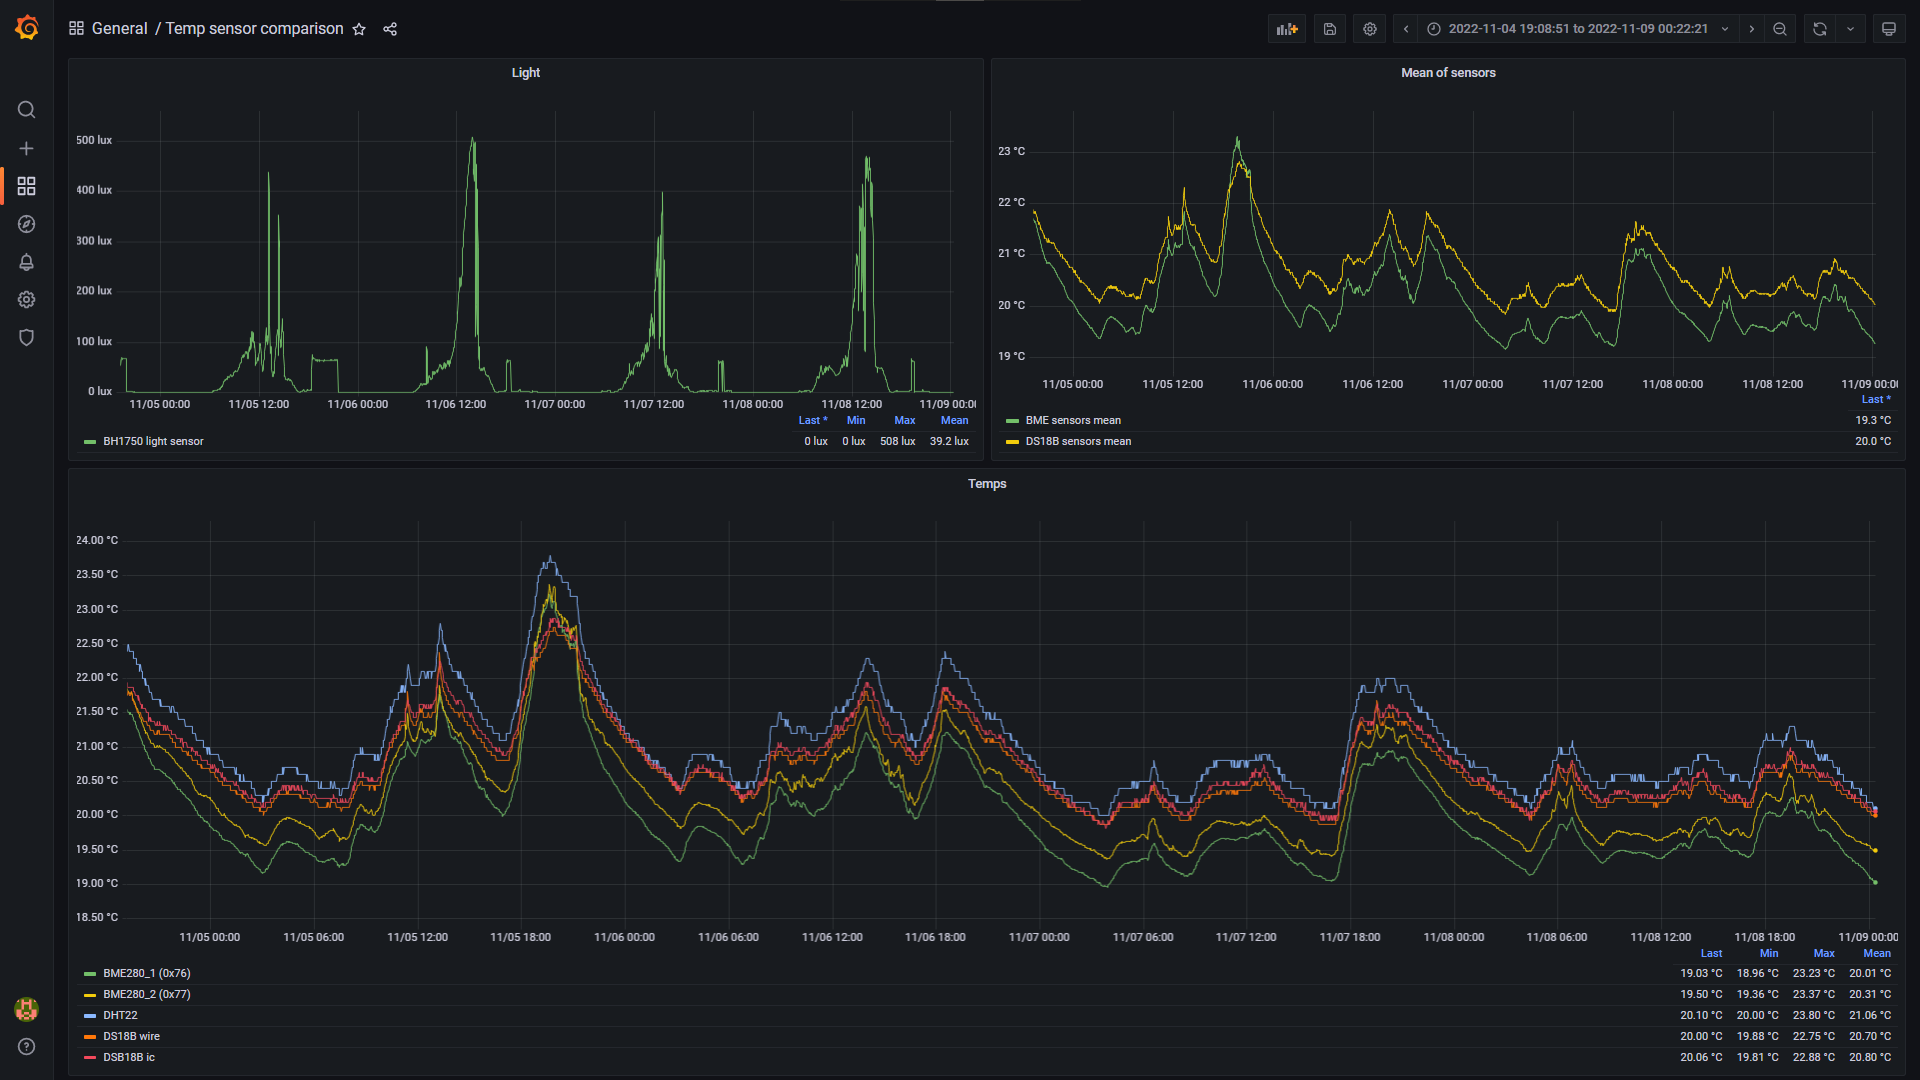 General / Temp sensor comparison
2022-11-04 19:08:51 to 2022-11-09 00:22:21
Light
500 lux
400 lux
300 lux
200 lux
100 lux
0 lux
11/05 00:00 11/05 12:00 11/06 00:00 11/06 12:00 11/07 00:00 11/07 12:00 11/08 00:00 11/08 12:00 11/09 00:00
Last * Min Max Mean
BH1750 light sensor 0 lux 0 lux 508 lux 39.2 lux
Mean of sensors
23 °C
22 °C
21 °C
20 °C
19 °C
11/05 00:00 11/05 12:00 11/06 00:00 11/06 12:00 11/07 00:00 11/07 12:00 11/08 00:00 11/08 12:00 11/09 00:00
Last *
BME sensors mean 19.3 °C
DS18B sensors mean 20.0 °C
Temps
24.00 °C
23.50 °C
23.00 °C
22.50 °C
22.00 °C
21.50 °C
21.00 °C
20.50 °C
20.00 °C
19.50 °C
19.00 °C
18.50 °C
11/05 00:00 11/05 06:00 11/05 12:00 11/05 18:00 11/06 00:00 11/06 06:00 11/06 12:00 11/06 18:00 11/07 00:00 11/07 06:00 11/07 12:00 11/07 18:00 11/08 00:00 11/08 06:00 11/08 12:00 11/08 18:00 11/09 00:00
Last Min Max Mean
BME280_1 (0x76) 19.03 °C 18.96 °C 23.23 °C 20.01 °C
BME280_2 (0x77) 19.50 °C 19.36 °C 23.37 °C 20.31 °C
DHT22 20.10 °C 20.00 °C 23.80 °C 21.06 °C
DS18B wire 20.00 °C 19.88 °C 22.75 °C 20.70 °C
DSB18B ic 20.06 °C 19.81 °C 22.88 °C 20.80 °C